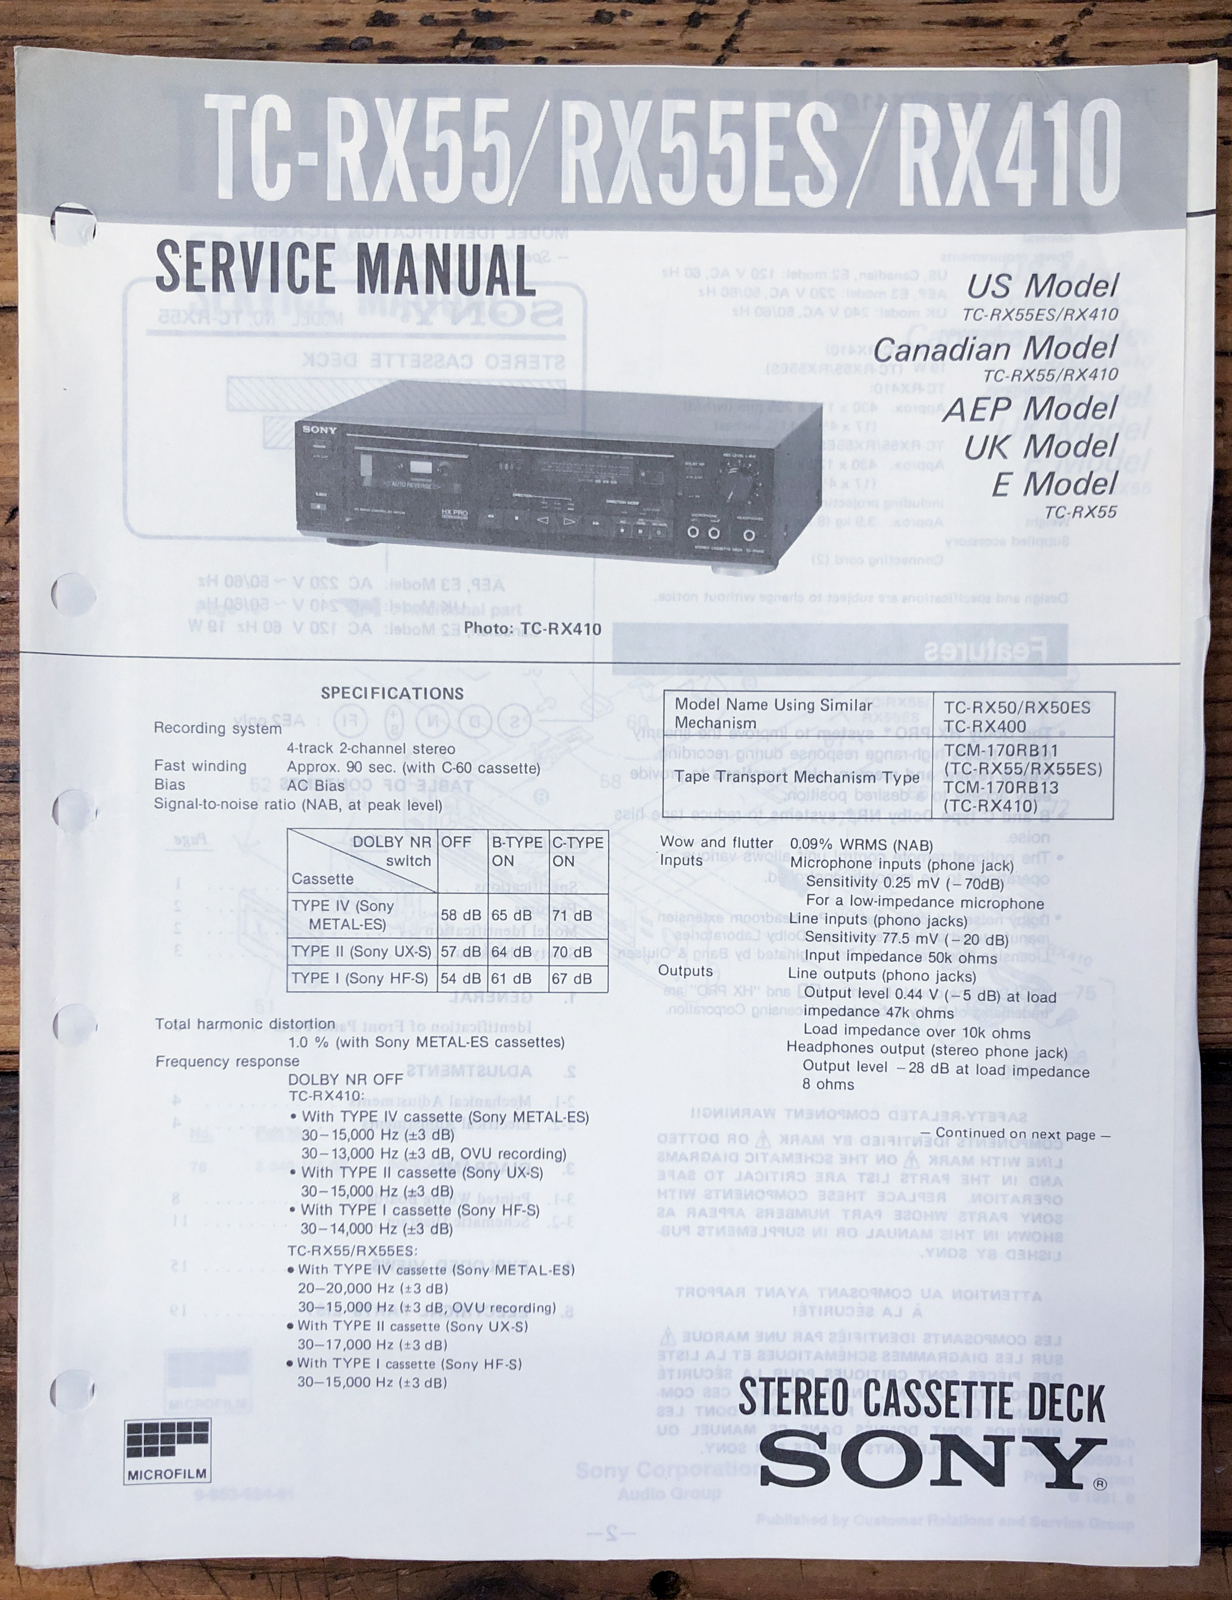 TC-RX55/RX55ES/RX410
SERVICE MANUAL
US Model
TC-RX55ES/RX410
Canadian Model
TC-RX55/RX410
AEP Model
UK Model
E Model
TC-RX55
SONY
AUTO REVERSE
HX PRO
Photo: TC-RX410
SPECIFICATIONS
Recording system
4-track 2-channel stereo
Fast winding Approx. 90 sec. (with C-60 cassette)
Bias AC Bias
Signal-to-noise ratio (NAB, at peak level)
DOLBY NR switch OFF B-TYPE ON C-TYPE ON
Cassette
TYPE IV (Sony METAL-ES) 58 dB 65 dB 71 dB
TYPE II (Sony UX-S) 57 dB 64 dB 70 dB
TYPE I (Sony HF-S) 54 dB 61 dB 67 dB
Total harmonic distortion
1.0 % (with Sony METAL-ES cassettes)
Frequency response
DOLBY NR OFF
TC-RX410:
• With TYPE IV cassette (Sony METAL-ES)
30–15,000 Hz (±3 dB)
30–13,000 Hz (±3 dB, OVU recording)
• With TYPE II cassette (Sony UX-S)
30–15,000 Hz (±3 dB)
• With TYPE I cassette (Sony HF-S)
30–14,000 Hz (±3 dB)
TC-RX55/RX55ES:
• With TYPE IV cassette (Sony METAL-ES)
20–20,000 Hz (±3 dB)
30–15,000 Hz (±3 dB, OVU recording)
• With TYPE II cassette (Sony UX-S)
30–17,000 Hz (±3 dB)
• With TYPE I cassette (Sony HF-S)
30–15,000 Hz (±3 dB)
MICROFILM
Model Name Using Similar Mechanism TC-RX50/RX50ES
TC-RX400
Tape Transport Mechanism Type TCM-170RB11
(TC-RX55/RX55ES)
TCM-170RB13
(TC-RX410)
Wow and flutter 0.09% WRMS (NAB)
Inputs Microphone inputs (phone jack)
Sensitivity 0.25 mV (–70dB)
For a low-impedance microphone
Line inputs (phono jacks)
Sensitivity 77.5 mV (–20 dB)
Input impedance 50k ohms
Outputs Line outputs (phono jacks)
Output level 0.44 V (–5 dB) at load
impedance 47k ohms
Load impedance over 10k ohms
Headphones output (stereo phone jack)
Output level –28 dB at load impedance
8 ohms
— Continued on next page —
STEREO CASSETTE DECK
SONY®